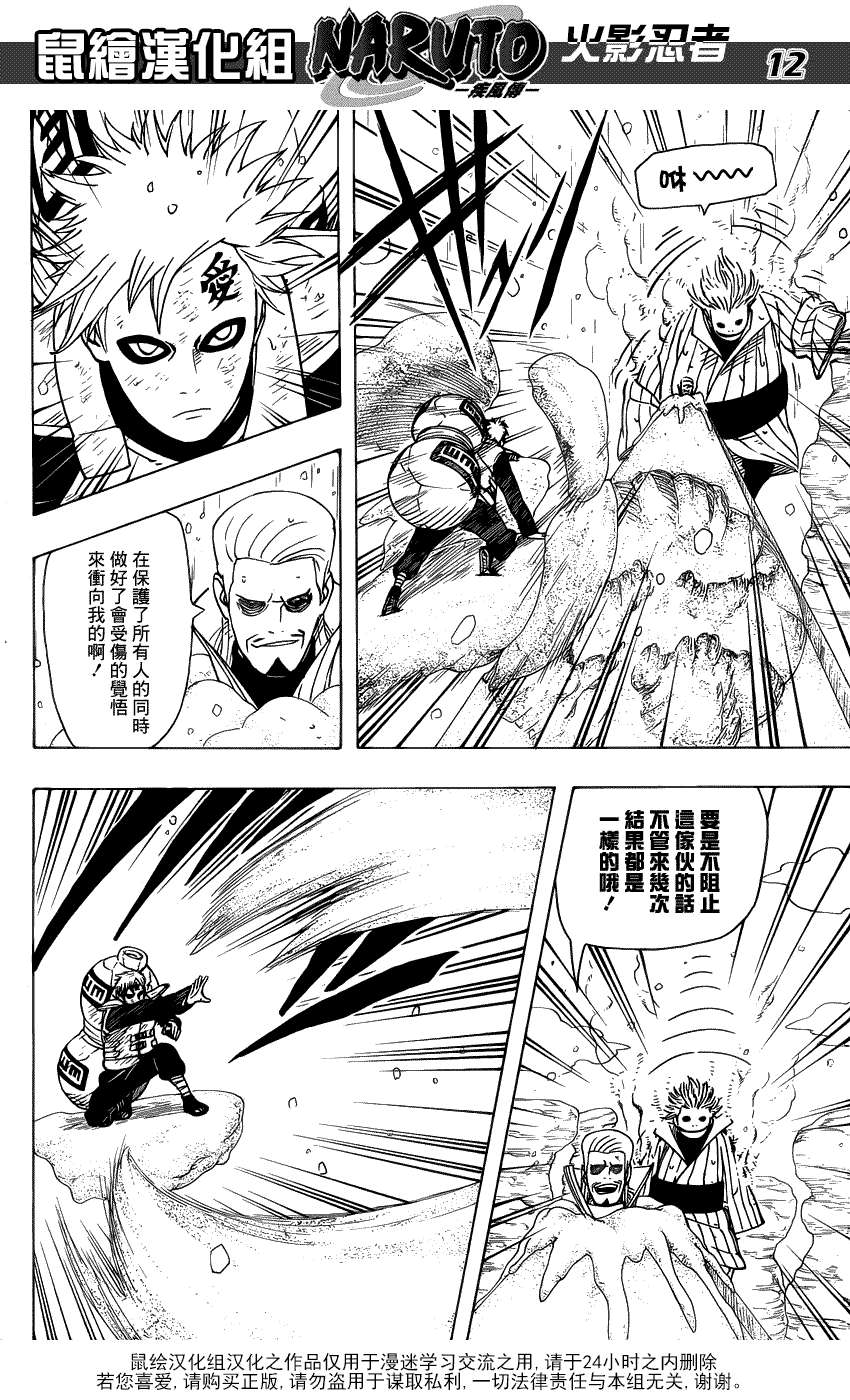 鼠繪漢化組
NARUTO
疾風傳
火影忍者
12
愛
在保護了所有人的同時
做好了會受傷的覺悟
來衝向我的啊！
要是不阻止
這傢伙的話
不管來幾次
結果都是
一樣的哦！
鼠绘汉化组汉化之作品仅用于漫迷学习交流之用, 请于24小时之内删除
若您喜爱, 请购买正版, 请勿盗用于谋取私利, 一切法律责任与本组无关, 谢谢。